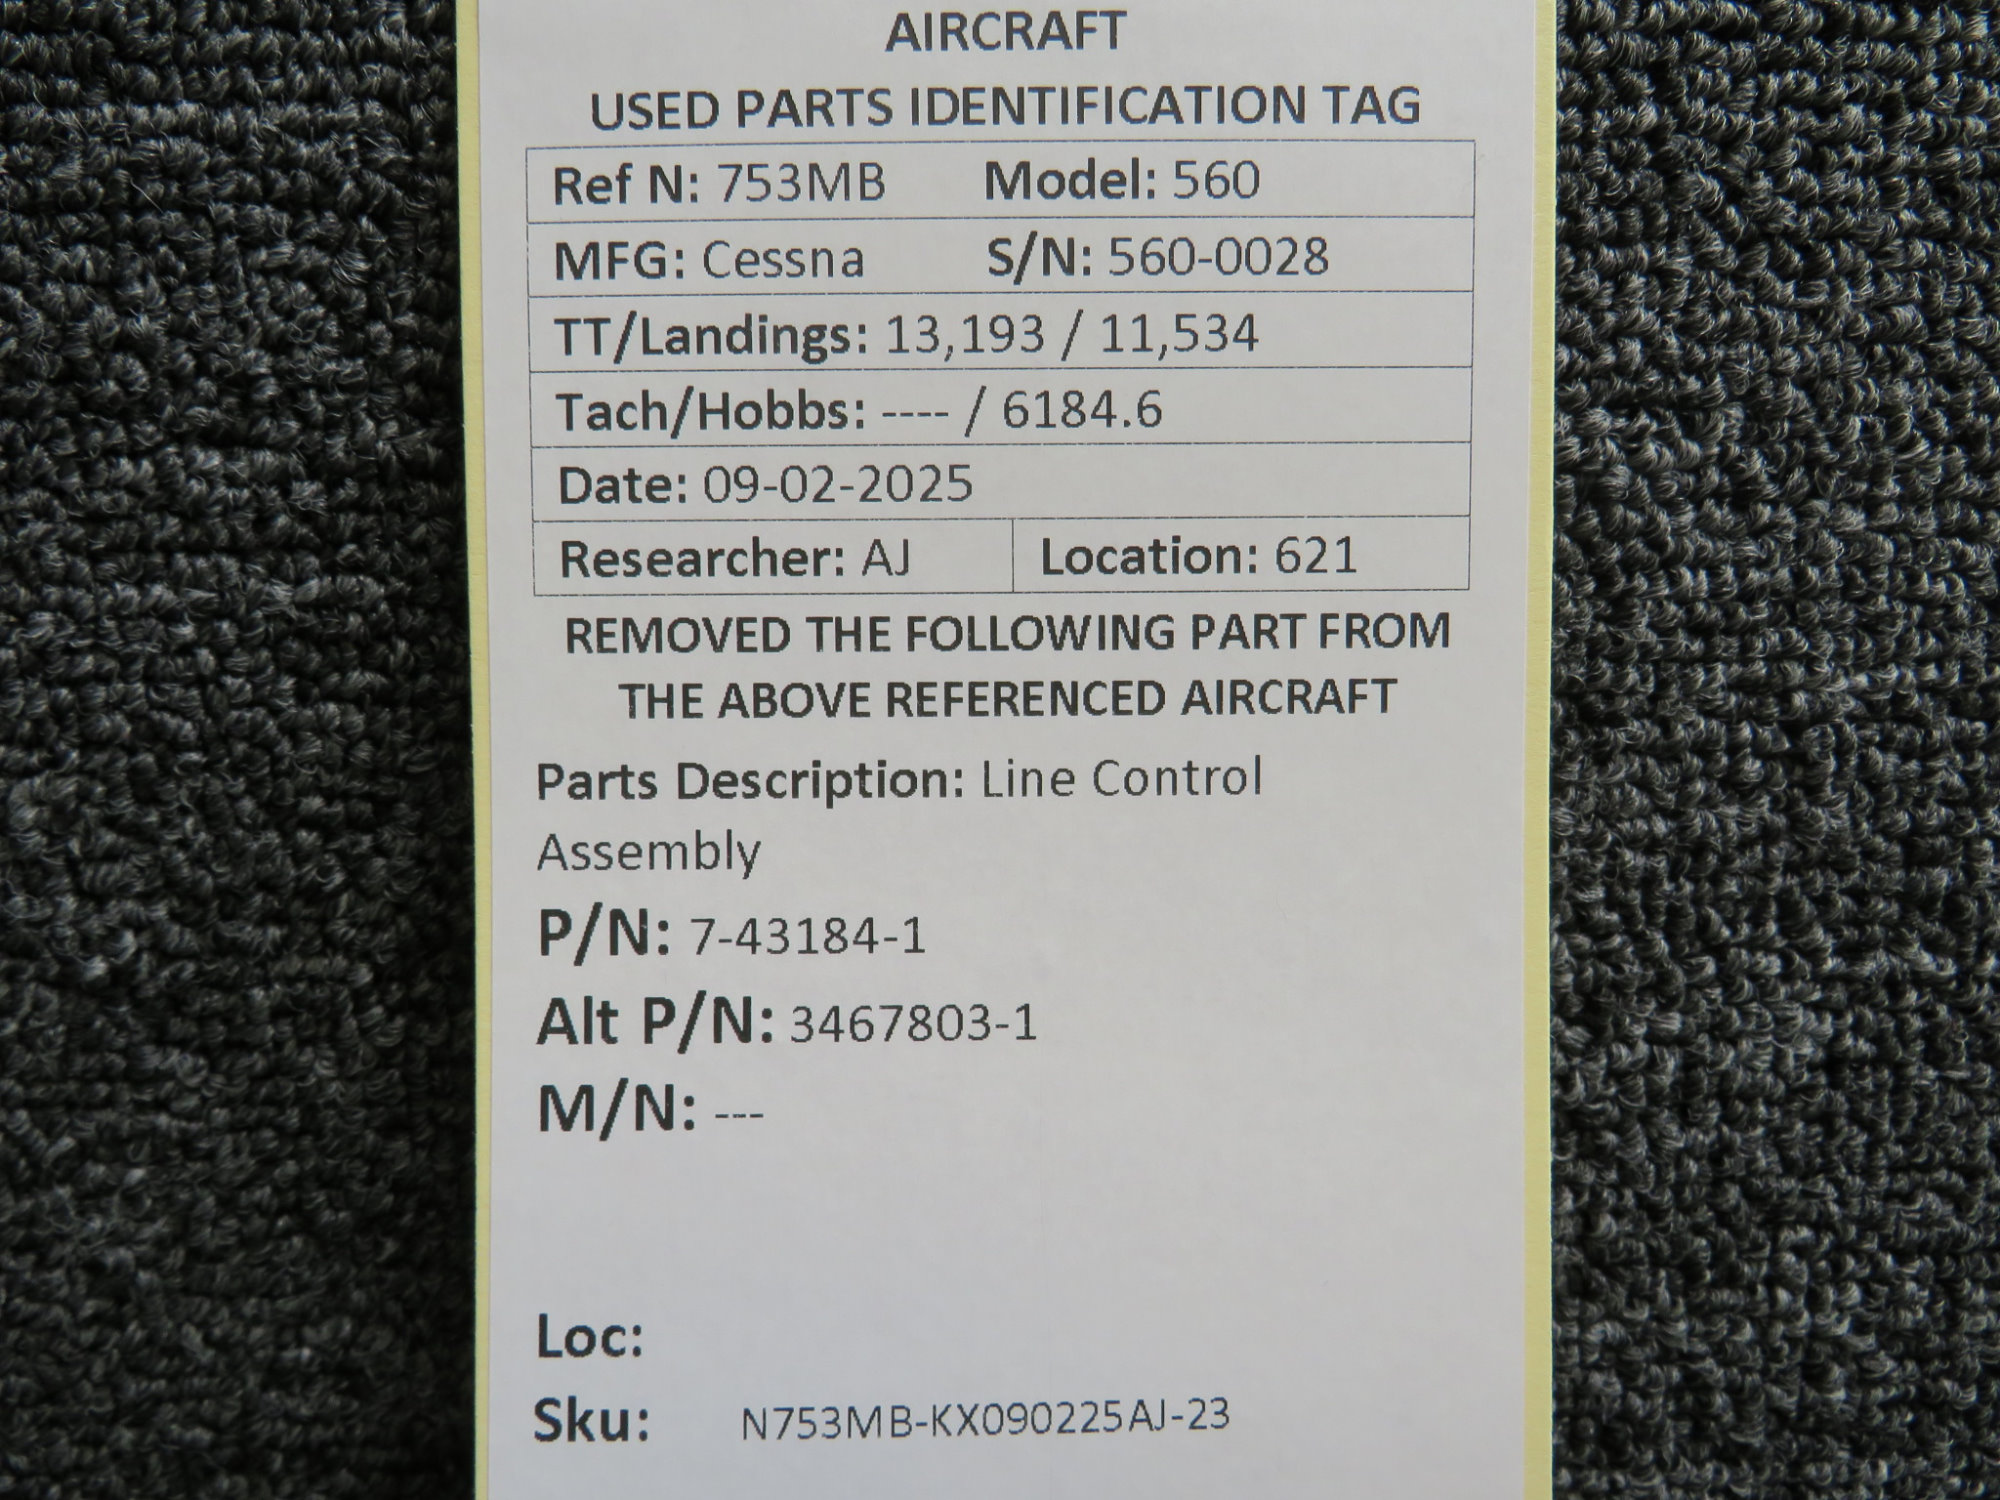 AIRCRAFT
USED PARTS IDENTIFICATION TAG
Ref N: 753MB Model: 560
MFG: Cessna S/N: 560-0028
TT/Landings: 13,193 / 11,534
Tach/Hobbs: ---- / 6184.6
Date: 09-02-2025
Researcher: AJ Location: 621
REMOVED THE FOLLOWING PART FROM
THE ABOVE REFERENCED AIRCRAFT
Parts Description: Line Control
Assembly
P/N: 7-43184-1
Alt P/N: 3467803-1
M/N: ---
Loc:
Sku: N753MB-KX090225AJ-23